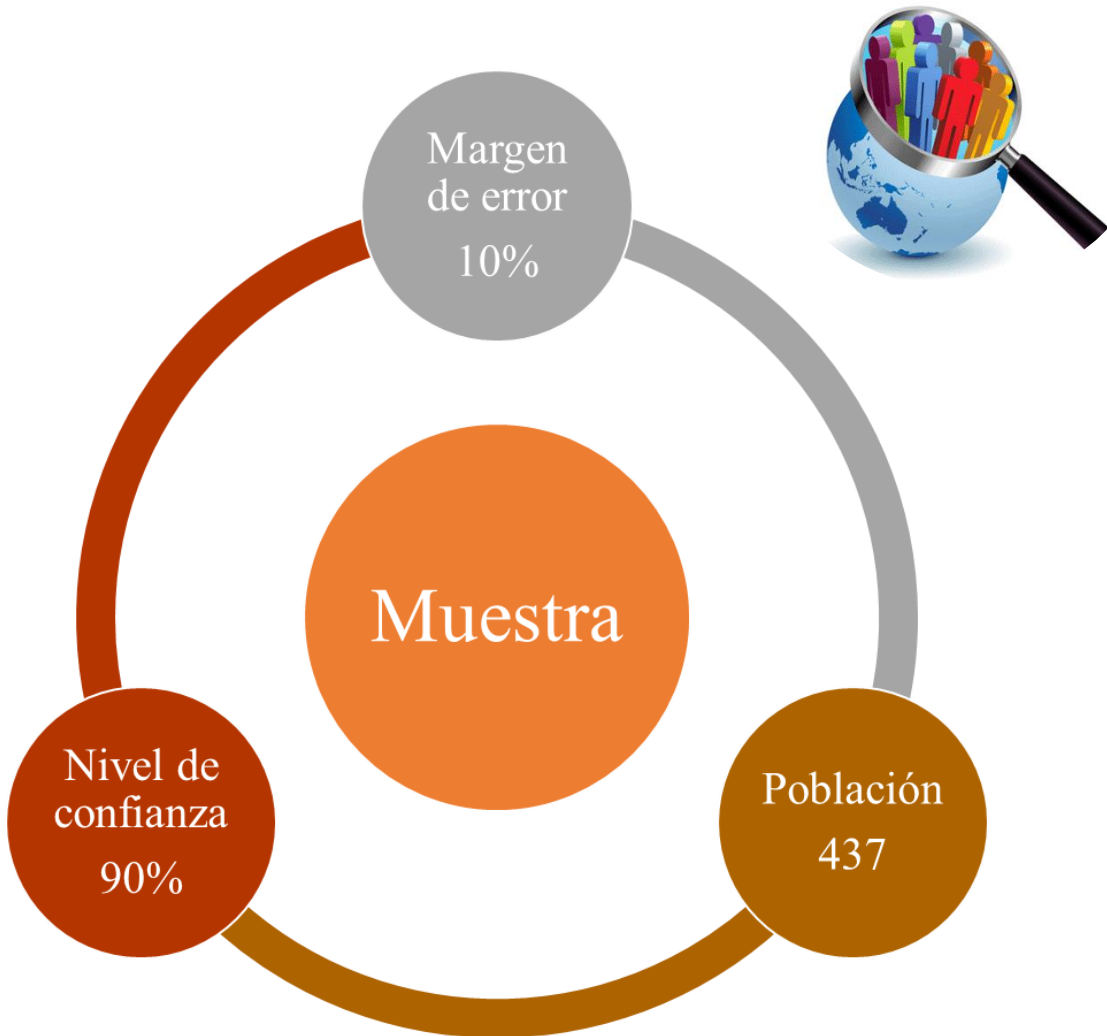 Margen
de error
10%
Muestra
Nivel de
confianza
90%
Población
437